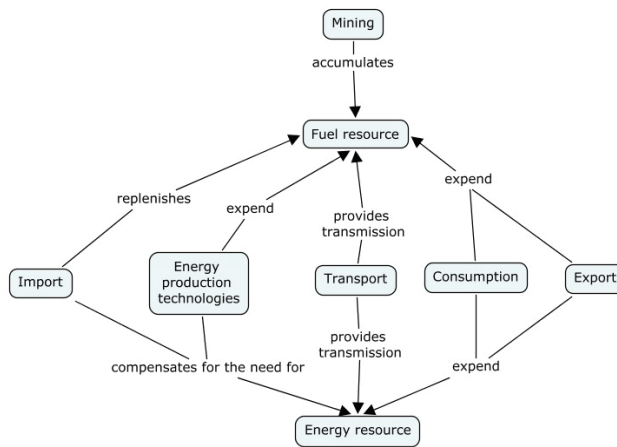 Mining
accumulates
Fuel resource
replenishes
expend
expend
provides
transmission
Import
Energy
production
technologies
Transport
Consumption
Export
provides
transmission
compensates for the need for
expend
Energy resource